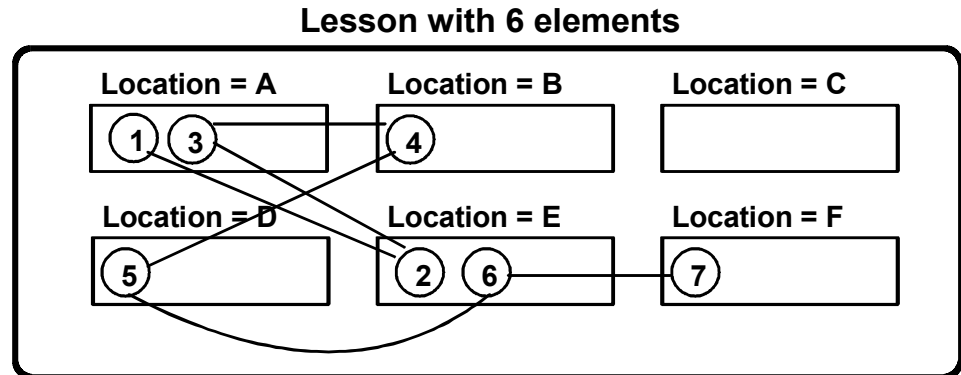 Lesson with 6 elements
Location = A Location = B Location = C
1 3 4
Location = D Location = E Location = F
5 2 6 7